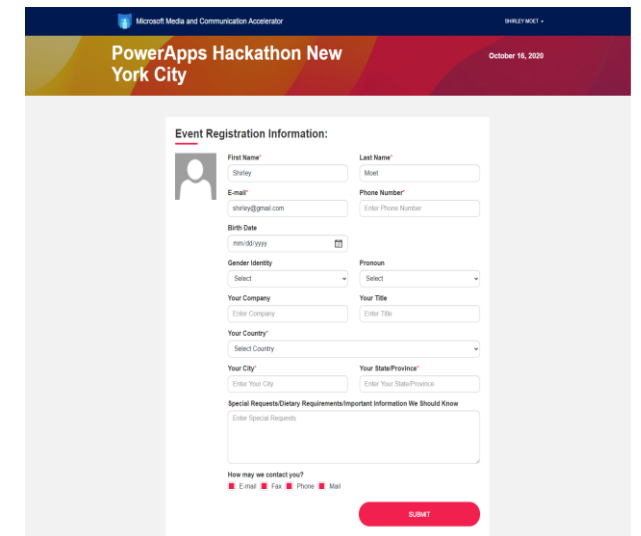 Microsoft Media and Communication Accelerator
SHIRLEY MOET
PowerApps Hackathon New
York City
October 16, 2020
Event Registration Information:
First Name*
Last Name*
Shirley
Moet
E-mail*
Phone Number*
shirley@gmail.com
Enter Phone Number
Birth Date
mm/dd/yyyy
Gender Identity
Pronoun
Select
Select
Your Company
Your Title
Enter Company
Enter Title
Your Country*
Select Country
Your City*
Your State/Province*
Enter Your City
Enter Your State/Province
Special Requests/Dietary Requirements/Important Information We Should Know
Enter Special Requests
How may we contact you?
E-mail Fax Phone Mail
SUBMIT